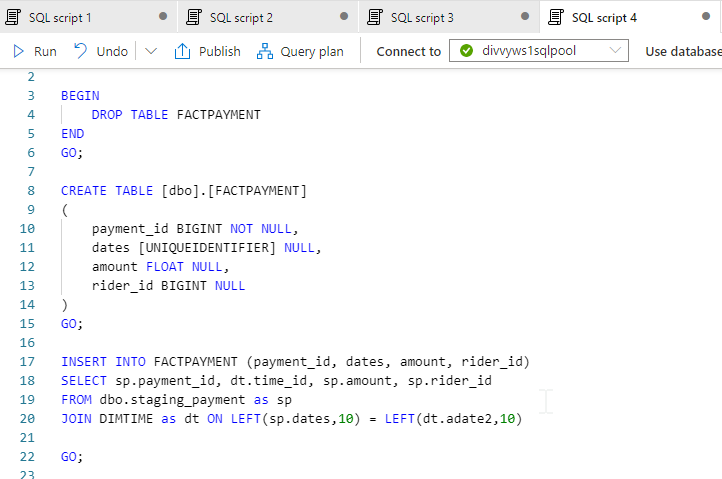 SQL script 1 SQL script 2 SQL script 3 SQL script 4
Run Undo Publish Query plan Connect to divvyws1sqlpool Use database
2
3 BEGIN
4 DROP TABLE FACTPAYMENT
5 END
6 GO;
7
8 CREATE TABLE [dbo].[FACTPAYMENT]
9 (
10 payment_id BIGINT NOT NULL,
11 dates [UNIQUEIDENTIFIER] NULL,
12 amount FLOAT NULL,
13 rider_id BIGINT NULL
14 )
15 GO;
16
17 INSERT INTO FACTPAYMENT (payment_id, dates, amount, rider_id)
18 SELECT sp.payment_id, dt.time_id, sp.amount, sp.rider_id
19 FROM dbo.staging_payment as sp
20 JOIN DIMTIME as dt ON LEFT(sp.dates,10) = LEFT(dt.adate2,10)
21
22 GO;
23